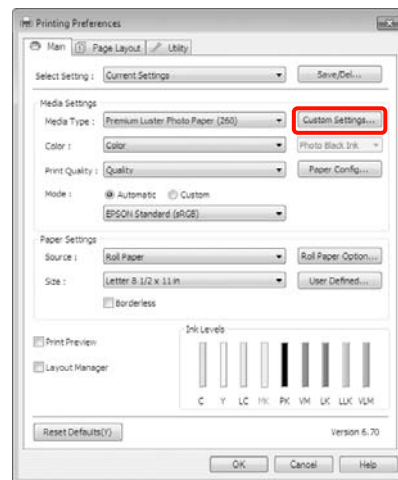 Printing Preferences
Main Page Layout Utility
Select Setting : Current Settings Save/Del...
Media Settings
Media Type : Premium Luster Photo Paper (260) Custom Settings...
Color : Color Photo Black Ink
Print Quality : Quality Paper Config...
Mode : Automatic Custom
EPSON Standard (sRGB)
Paper Settings
Source : Roll Paper Roll Paper Option...
Size : Letter 8 1/2 x 11 in User Defined...
Borderless
Ink Levels
Print Preview
Layout Manager
C Y LC MK PK VM LK LLK VLM
Reset Defaults(Y) Version 6.70
OK Cancel Help